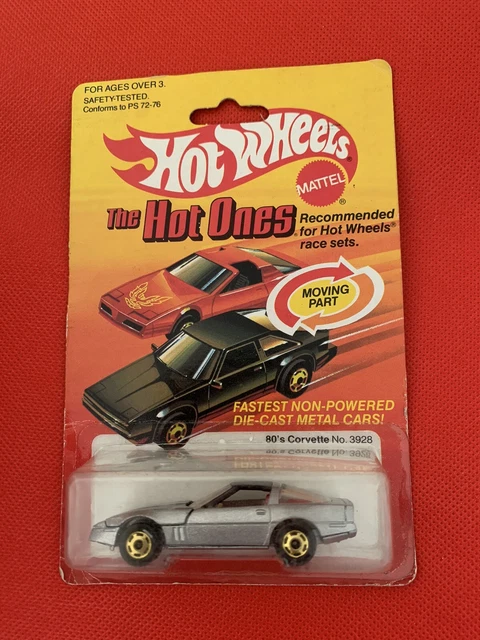 FOR AGES OVER 3.
SAFETY-TESTED.
Conforms to PS 72-76
HOT WHEELS
MATTEL
®
The Hot Ones
Recommended
for Hot Wheels®
race sets.
MOVING
PART
FASTEST NON-POWERED
DIE-CAST METAL CARS!
80's Corvette No. 3928